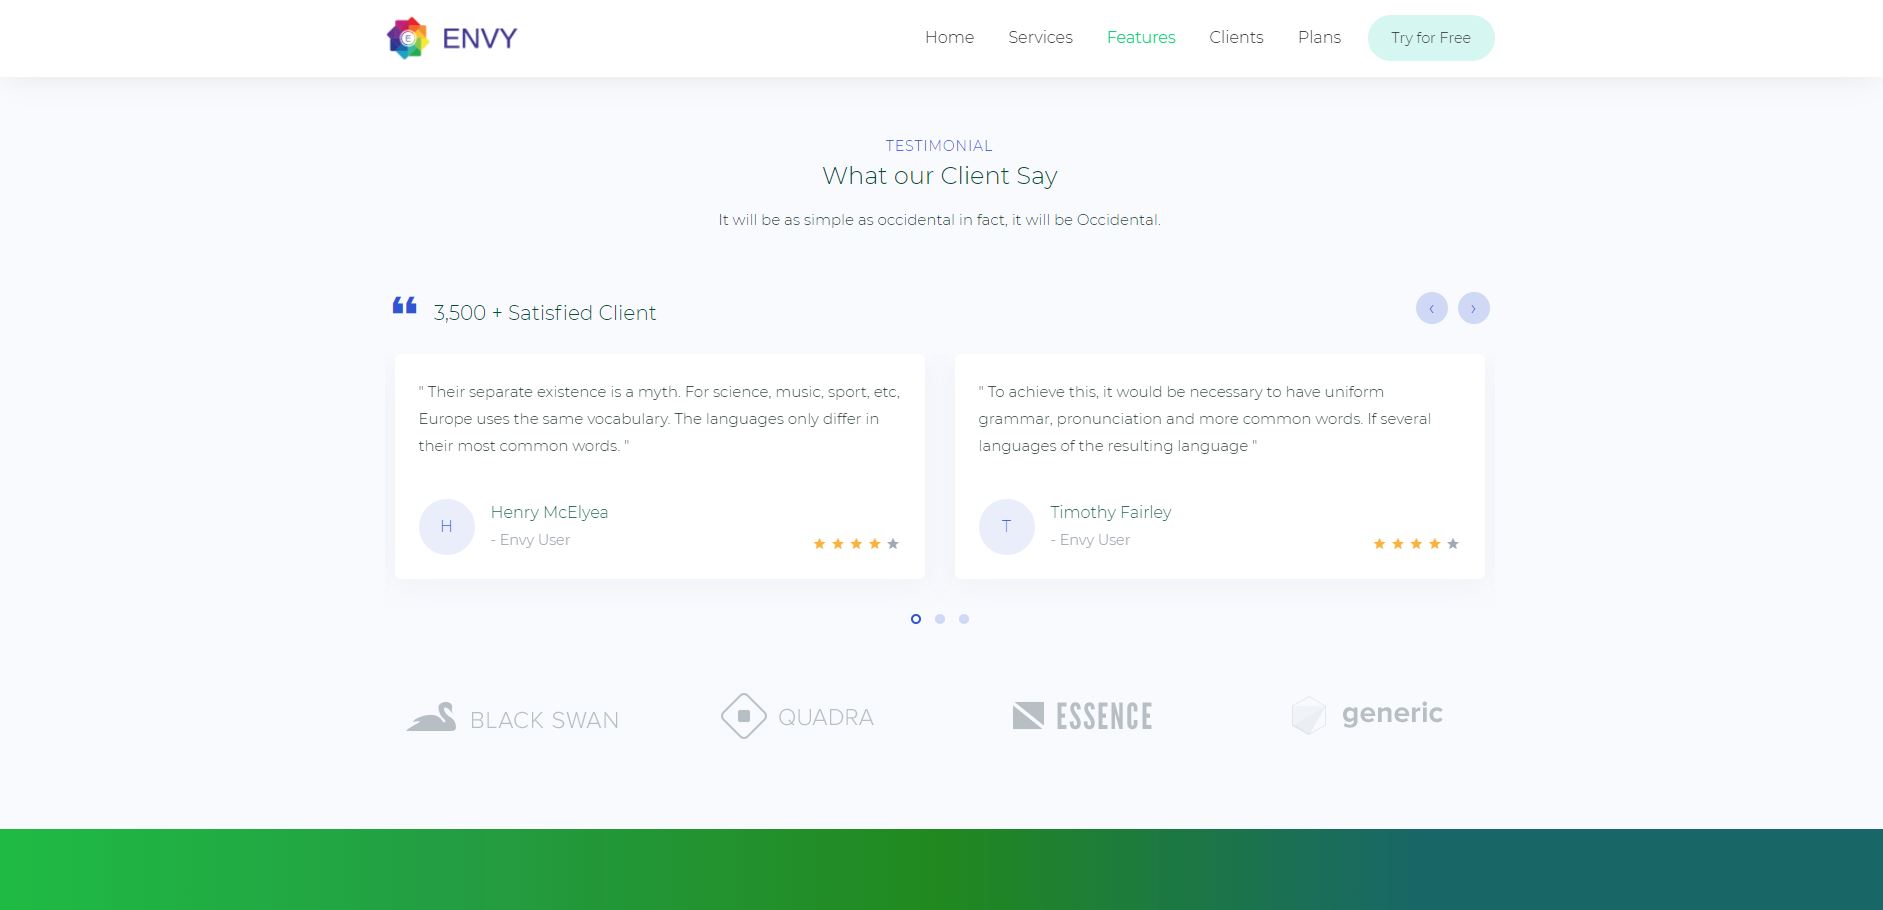 E ENVY
Home Services Features Clients Plans Try for Free
TESTIMONIAL
What our Client Say
It will be as simple as occidental in fact, it will be Occidental.
❝ 3,500 + Satisfied Client
‹ ›
" Their separate existence is a myth. For science, music, sport, etc,
Europe uses the same vocabulary. The languages only differ in
their most common words. "
H
Henry McElyea
- Envy User
" To achieve this, it would be necessary to have uniform
grammar, pronunciation and more common words. If several
languages of the resulting language "
T
Timothy Fairley
- Envy User
BLACK SWAN
QUADRA
ESSENCE
generic